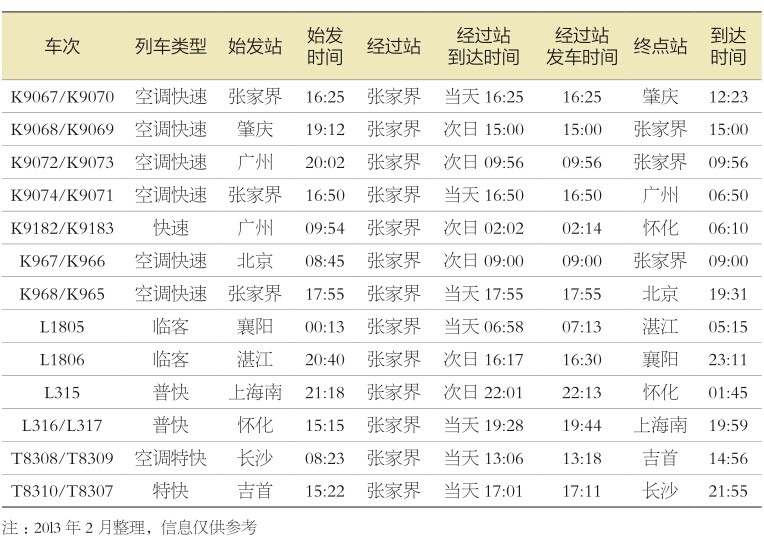 车次 列车类型 始发站 始发时间 经过站 经过站到达时间 经过站发车时间 终点站 到达时间
K9067/K9070 空调快速 张家界 16:25 张家界 当天 16:25 16:25 肇庆 12:23
K9068/K9069 空调快速 肇庆 19:12 张家界 次日 15:00 15:00 张家界 15:00
K9072/K9073 空调快速 广州 20:02 张家界 次日 09:56 09:56 张家界 09:56
K9074/K9071 空调快速 张家界 16:50 张家界 当天 16:50 16:50 广州 06:50
K9182/K9183 快速 广州 09:54 张家界 次日 02:02 02:14 怀化 06:10
K967/K966 空调快速 北京 08:45 张家界 次日 09:00 09:00 张家界 09:00
K968/K965 空调快速 张家界 17:55 张家界 当天 17:55 17:55 北京 19:31
L1805 临客 襄阳 00:13 张家界 当天 06:58 07:13 湛江 05:15
L1806 临客 湛江 20:40 张家界 次日 16:17 16:30 襄阳 23:11
L315 普快 上海南 21:18 张家界 次日 22:01 22:13 怀化 01:45
L316/L317 普快 怀化 15:15 张家界 当天 19:28 19:44 上海南 19:59
T8308/T8309 空调特快 长沙 08:23 张家界 当天 13:06 13:18 吉首 14:56
T8310/T8307 特快 吉首 15:22 张家界 当天 17:01 17:11 长沙 21:55
注：2013 年 2 月整理，信息仅供参考